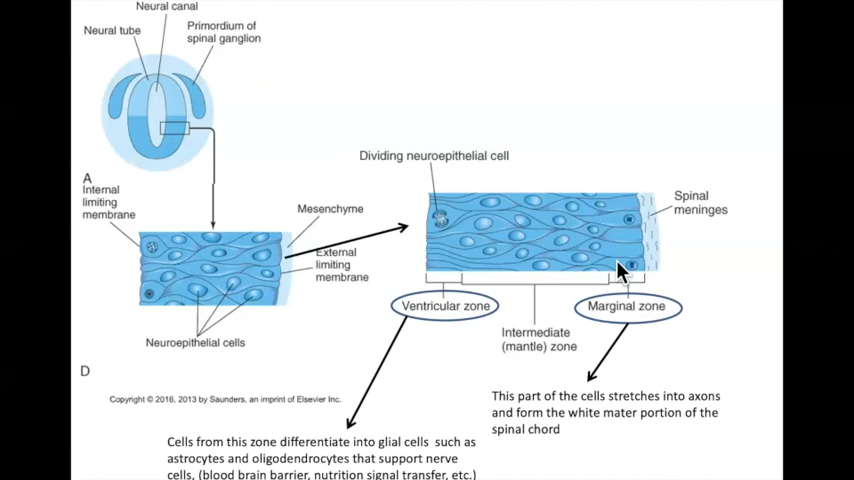 Neural canal
Neural tube
Primordium of
spinal ganglion
A
Internal
limiting
membrane
Mesenchyme
External
limiting
membrane
Neuroepithelial cells
D
Dividing neuroepithelial cell
Spinal
meninges
Ventricular zone
Marginal zone
Intermediate
(mantle) zone
Copyright © 2016, 2013 by Saunders, an imprint of Elsevier Inc.
This part of the cells stretches into axons
and form the white mater portion of the
spinal chord
Cells from this zone differentiate into glial cells such as
astrocytes and oligodendrocytes that support nerve
cells, (blood brain barrier, nutrition signal transfer, etc.)